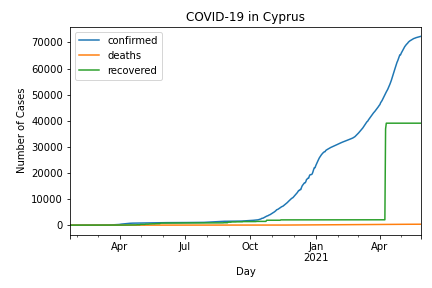 COVID-19 in Cyprus
confirmed
deaths
recovered
70000
60000
50000
40000
30000
20000
10000
0
Number of Cases
Apr Jul Oct Jan Apr
2021
Day